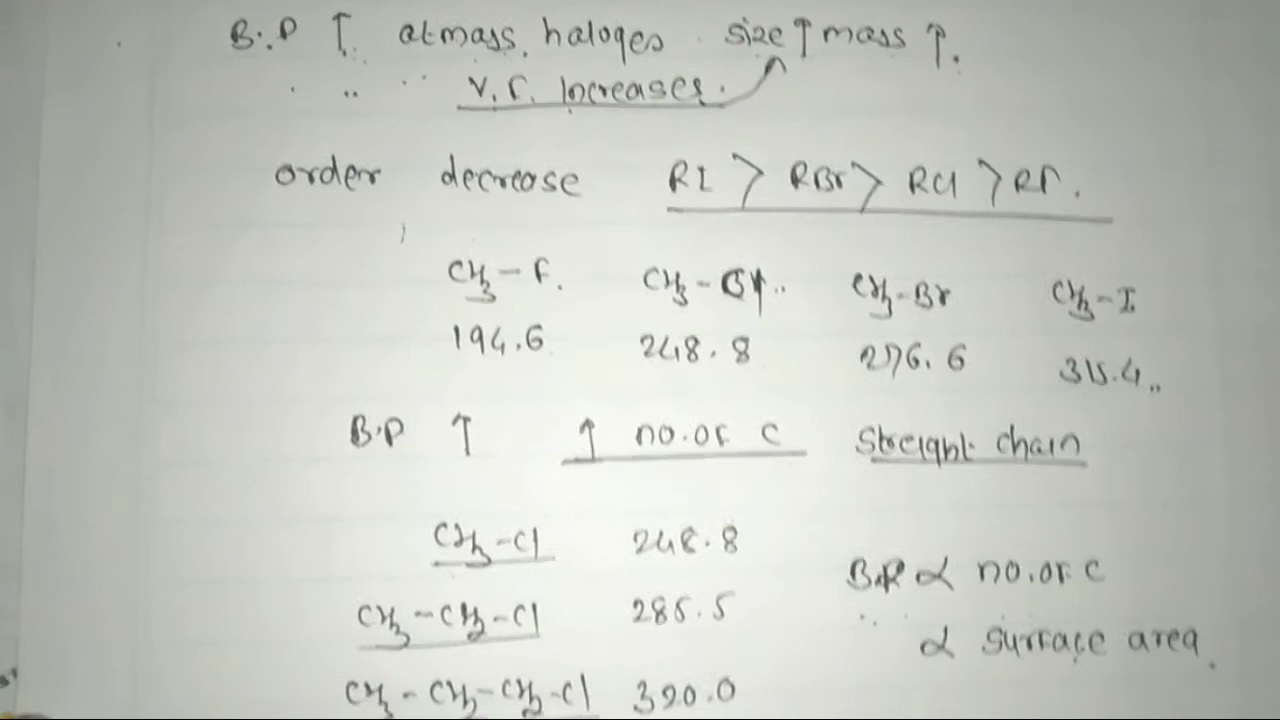 B.P ↑ at mass haloges size ↑ mass ↑.
V.F. Increases.
order decrease RI > RBr > RCl > RF.
CH3 - F. CH3 - Cl.. CH3 - Br CH3 - I
194.6 248.8 276.6 315.4..
B.P ↑ ↑ no. of C Streight chain
CH3 - Cl 248.8
CH3 - CH2 - Cl 285.5
B.P ∝ no. of C
∝ surface area.
CH3 - CH2 - CH2 - Cl 320.0